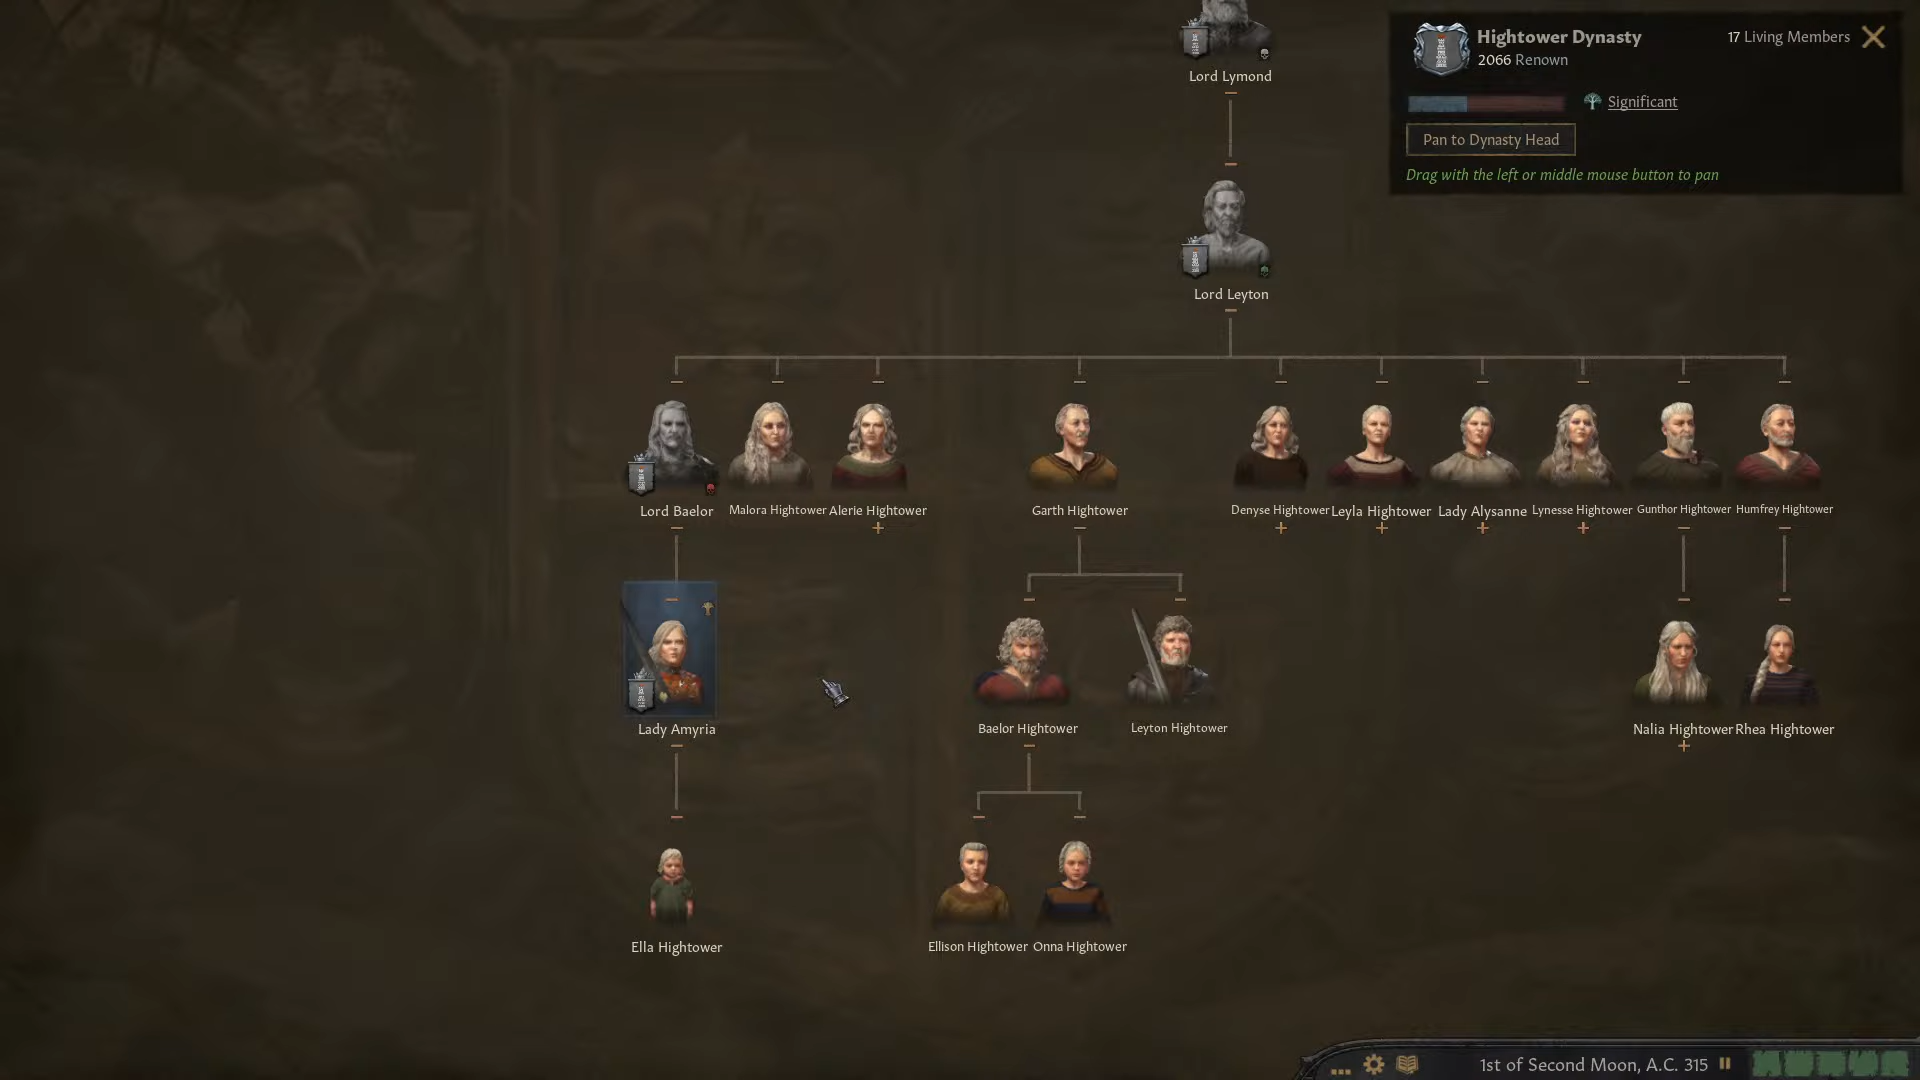 Hightower Dynasty
17 Living Members
2066 Renown
Significant
Pan to Dynasty Head
Drag with the left or middle mouse button to pan
Lord Lymond
Lord Leyton
Lord Baelor
Malora Hightower
Alerie Hightower
Garth Hightower
Denyse Hightower
Leyla Hightower
Lady Alysanne
Lynesse Hightower
Gunthor Hightower
Humfrey Hightower
Lady Amyria
Baelor Hightower
Leyton Hightower
Nalia Hightower
Rhea Hightower
Ella Hightower
Ellison Hightower
Onna Hightower
1st of Second Moon, A.C. 315